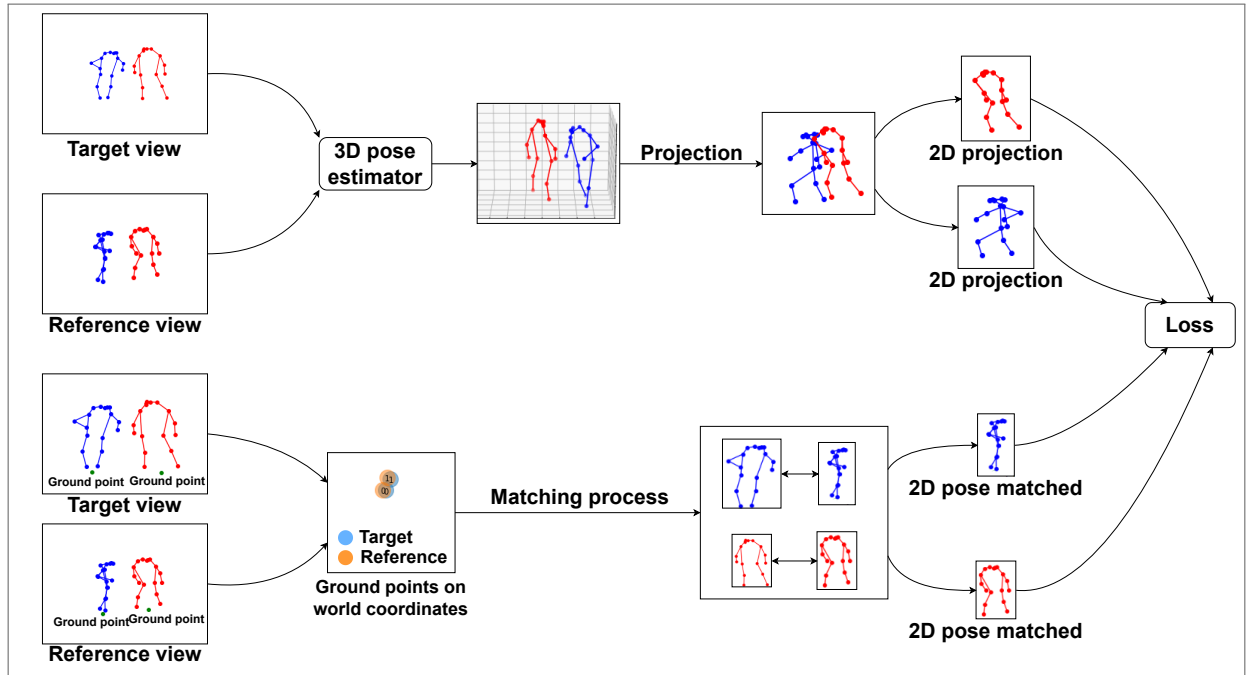 Target view
3D pose
estimator
Projection
2D projection
2D projection
Reference view
Loss
Ground point
Ground point
Target view
11
00
Target
Reference
Ground points on
world coordinates
Matching process
2D pose matched
2D pose matched
Ground point
Ground point
Reference view